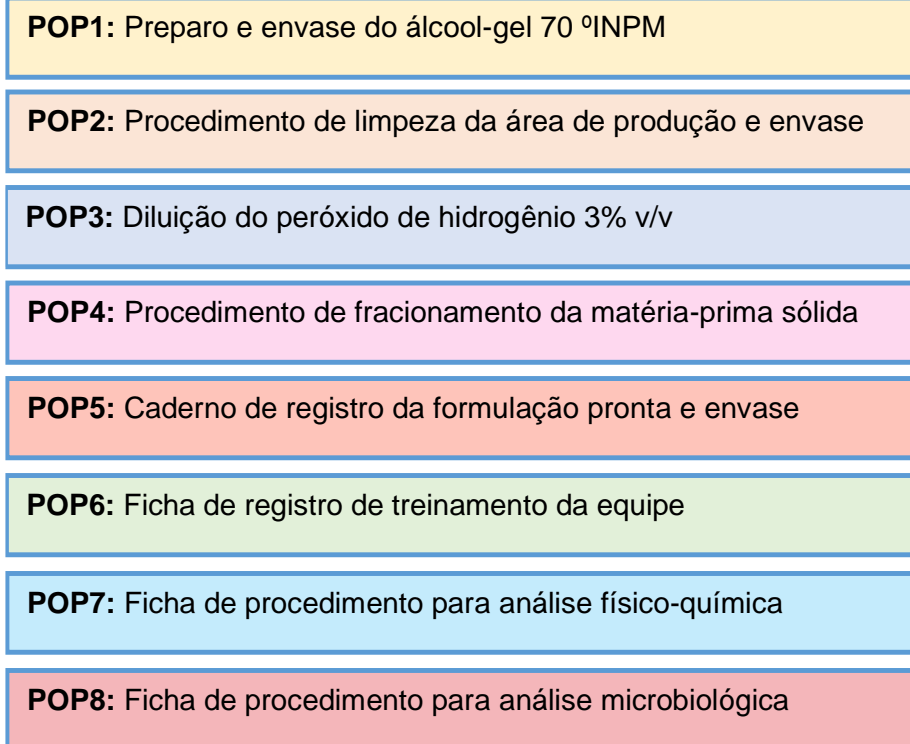 POP1: Preparo e envase do álcool-gel 70 ºINPM
POP2: Procedimento de limpeza da área de produção e envase
POP3: Diluição do peróxido de hidrogênio 3% v/v
POP4: Procedimento de fracionamento da matéria-prima sólida
POP5: Caderno de registro da formulação pronta e envase
POP6: Ficha de registro de treinamento da equipe
POP7: Ficha de procedimento para análise físico-química
POP8: Ficha de procedimento para análise microbiológica